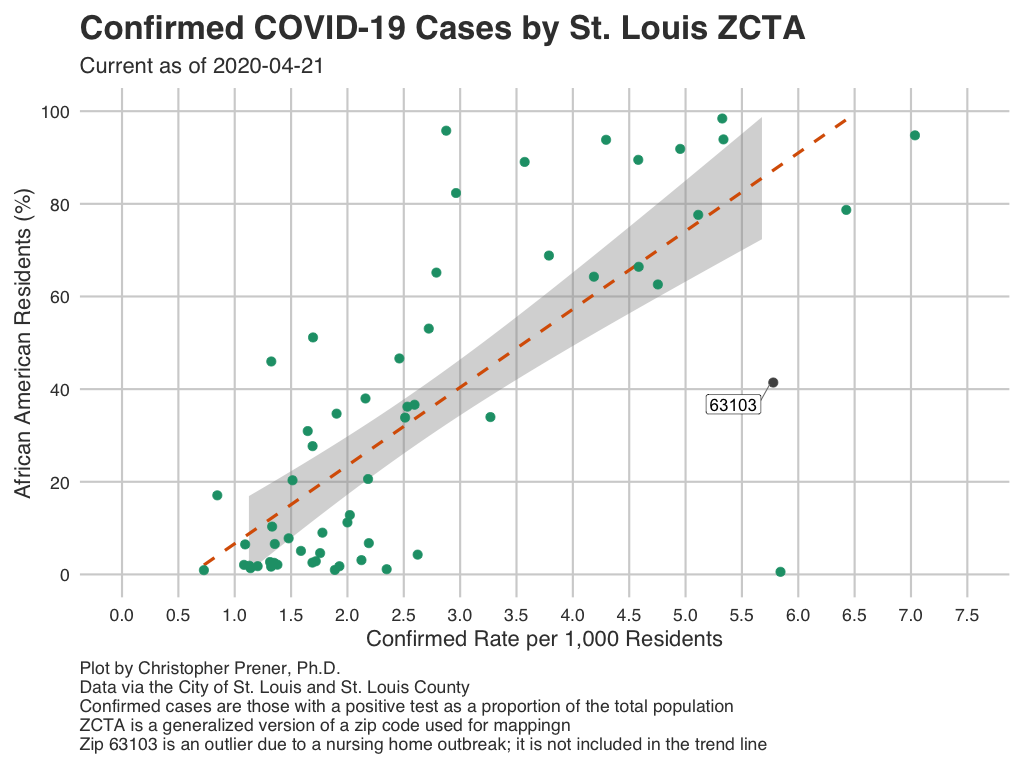 Confirmed COVID-19 Cases by St. Louis ZCTA
Current as of 2020-04-21
African American Residents (%)
100
80
60
40
20
0
63103
0.0 0.5 1.0 1.5 2.0 2.5 3.0 3.5 4.0 4.5 5.0 5.5 6.0 6.5 7.0 7.5
Confirmed Rate per 1,000 Residents
Plot by Christopher Prener, Ph.D.
Data via the City of St. Louis and St. Louis County
Confirmed cases are those with a positive test as a proportion of the total population
ZCTA is a generalized version of a zip code used for mappingn
Zip 63103 is an outlier due to a nursing home outbreak; it is not included in the trend line